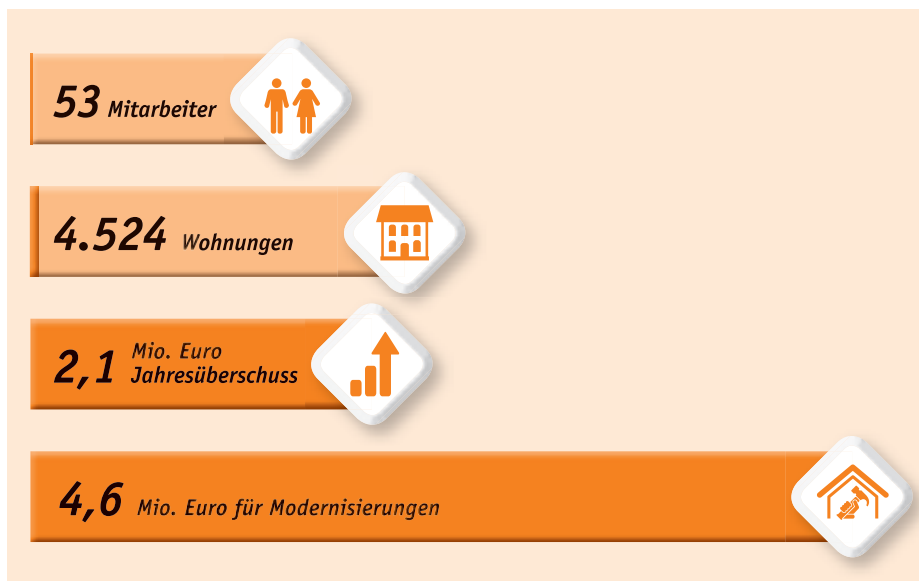 53 Mitarbeiter
4.524 Wohnungen
2,1 Mio. Euro
Jahresüberschuss
4,6 Mio. Euro für Modernisierungen